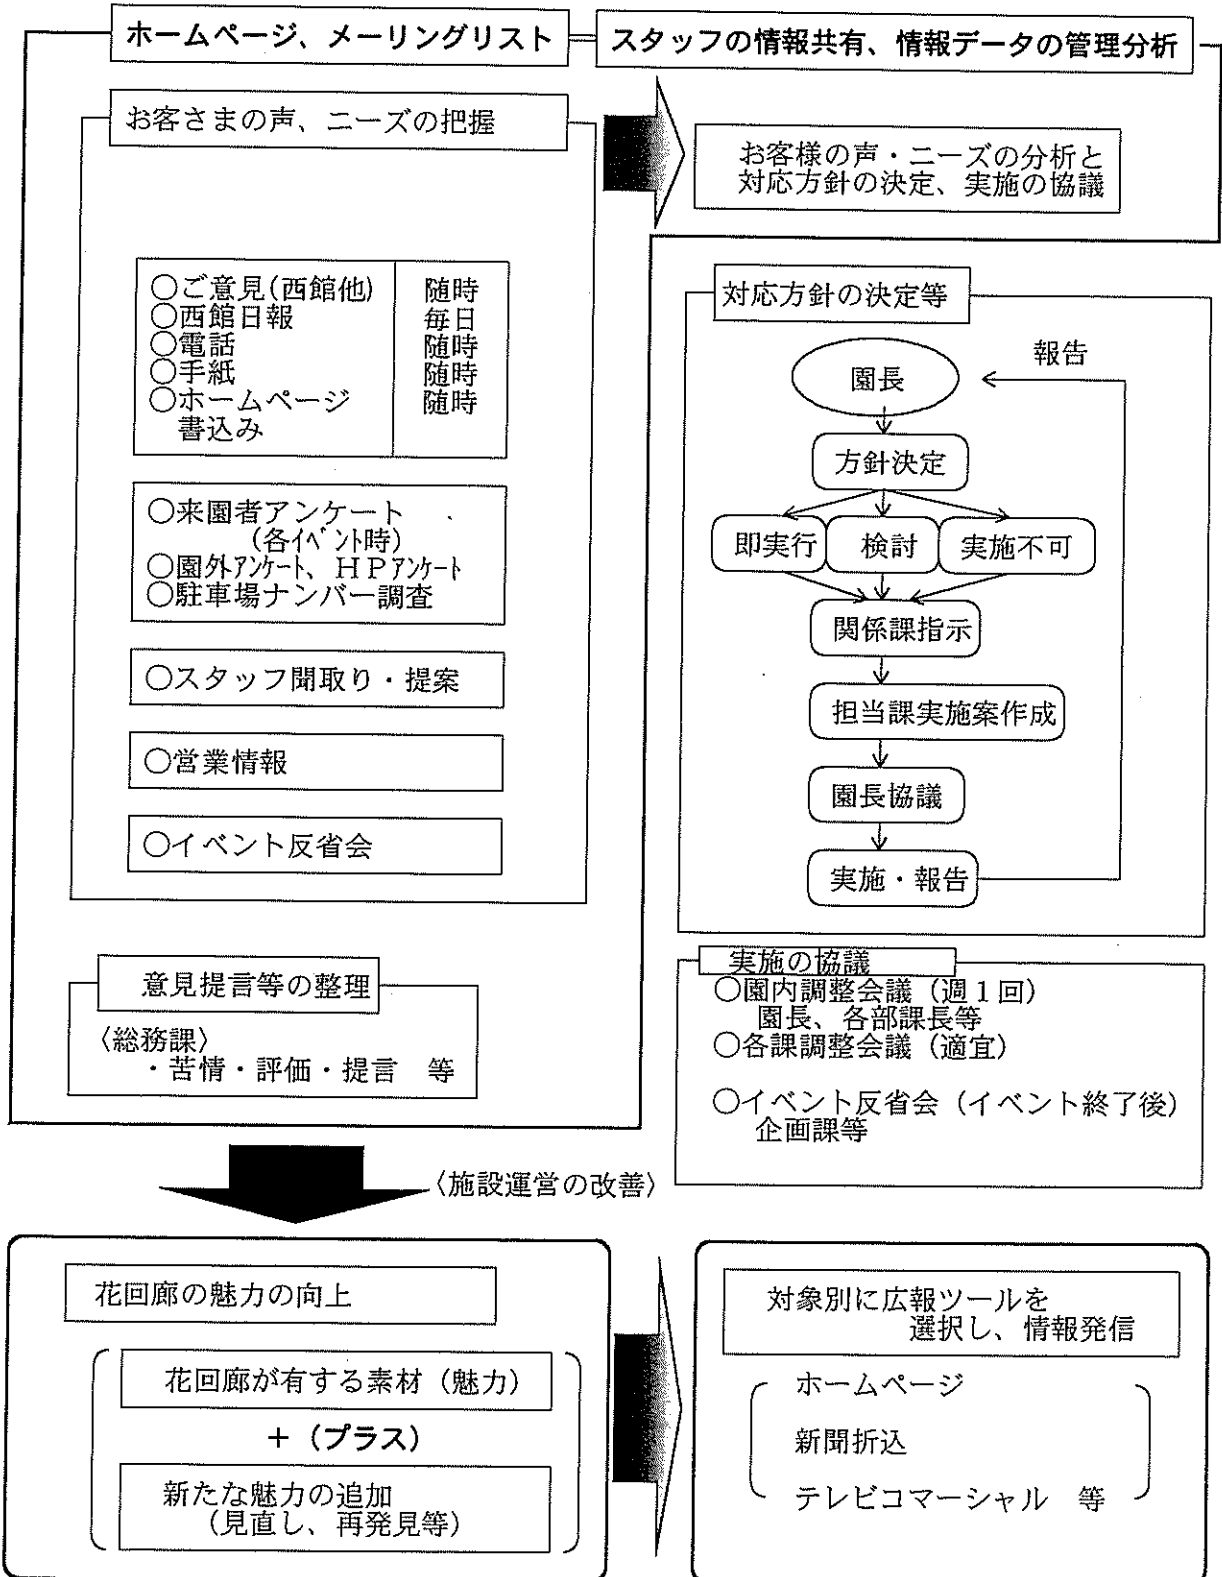 ホームページ、メーリングリスト
スタッフの情報共有、情報データの管理分析
お客さまの声、ニーズの把握
お客様の声・ニーズの分析と
対応方針の決定、実施の協議
○ご意見(西館他) 随時
○西館日報 毎日
○電話 随時
○手紙 随時
○ホームページ 随時
書込み
○来園者アンケート
(各イベント時)
○園外アンケート、HPアンケート
○駐車場ナンバー調査
○スタッフ聞取り・提案
○営業情報
○イベント反省会
意見提言等の整理
〈総務課〉
・苦情・評価・提言 等
対応方針の決定等
報告
園長
方針決定
即実行 検討 実施不可
関係課指示
担当課実施案作成
園長協議
実施・報告
実施の協議
○園内調整会議（週1回）
園長、各部課長等
○各課調整会議（適宜）
○イベント反省会（イベント終了後）
企画課等
〈施設運営の改善〉
花回廊の魅力の向上
花回廊が有する素材（魅力）
＋（プラス）
新たな魅力の追加
（見直し、再発見等）
対象別に広報ツールを
選択し、情報発信
ホームページ
新聞折込
テレビコマーシャル 等